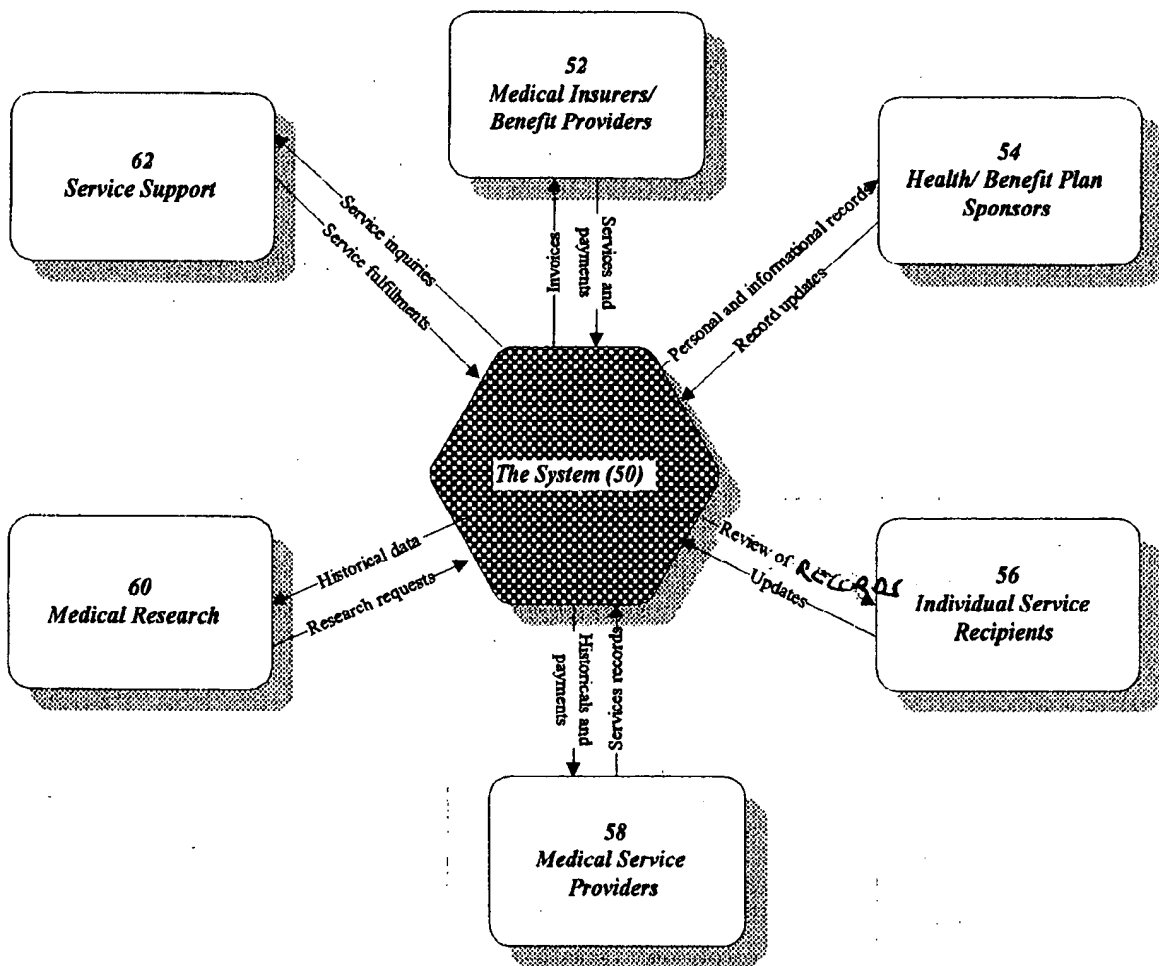 52
Medical Insurers/
Benefit Providers
62
Service Support
54
Health/ Benefit Plan
Sponsors
Service inquiries
Service fulfillments
Invoices
Services and
payments
Personal and informational records
Record updates
The System (50)
Historical data
Research requests
Review of RECORDS
Updates
60
Medical Research
56
Individual Service
Recipients
Historicals and
payments
Services records
58
Medical Service
Providers